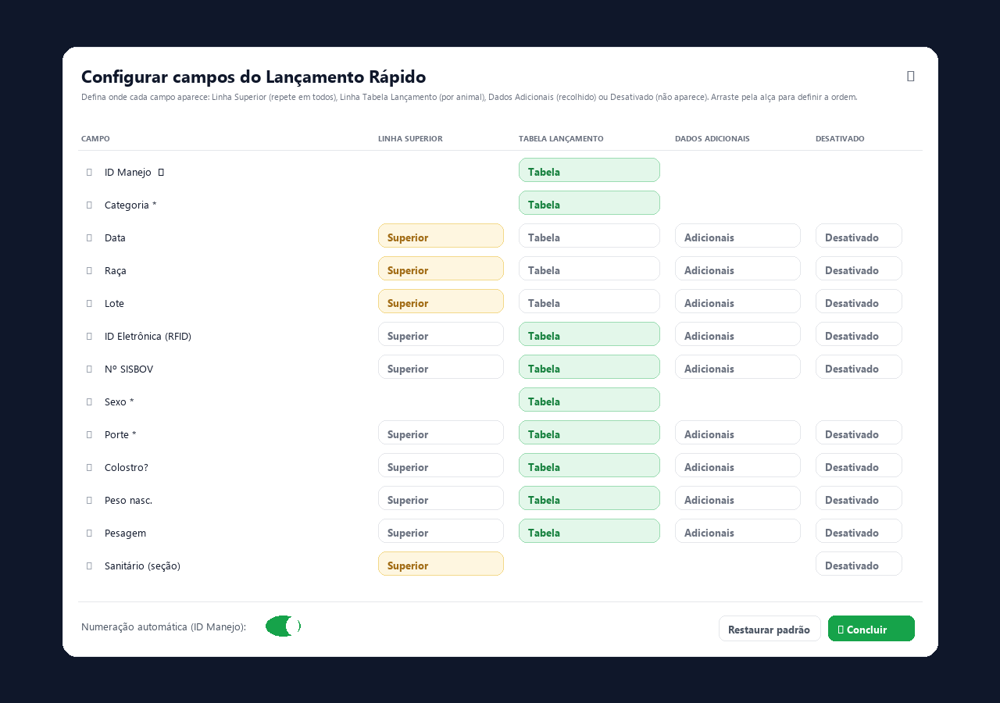 Configurar campos do Lançamento Rápido
Defina onde cada campo aparece: Linha Superior (repete em todos), Linha Tabela Lançamento (por animal), Dados Adicionais (recolhido) ou Desativado (não aparece). Arraste pela alça para definir a ordem.
CAMPO LINHA SUPERIOR TABELA LANÇAMENTO DADOS ADICIONAIS DESATIVADO
ID Manejo Tabela
Categoria * Tabela
Data Superior Tabela Adicionais Desativado
Raça Superior Tabela Adicionais Desativado
Lote Superior Tabela Adicionais Desativado
ID Eletrônica (RFID) Superior Tabela Adicionais Desativado
Nº SISBOV Superior Tabela Adicionais Desativado
Sexo * Tabela
Porte * Superior Tabela Adicionais Desativado
Colostro? Superior Tabela Adicionais Desativado
Peso nasc. Superior Tabela Adicionais Desativado
Pesagem Superior Tabela Adicionais Desativado
Sanitário (seção) Superior Desativado
Numeração automática (ID Manejo): Restaurar padrão Concluir